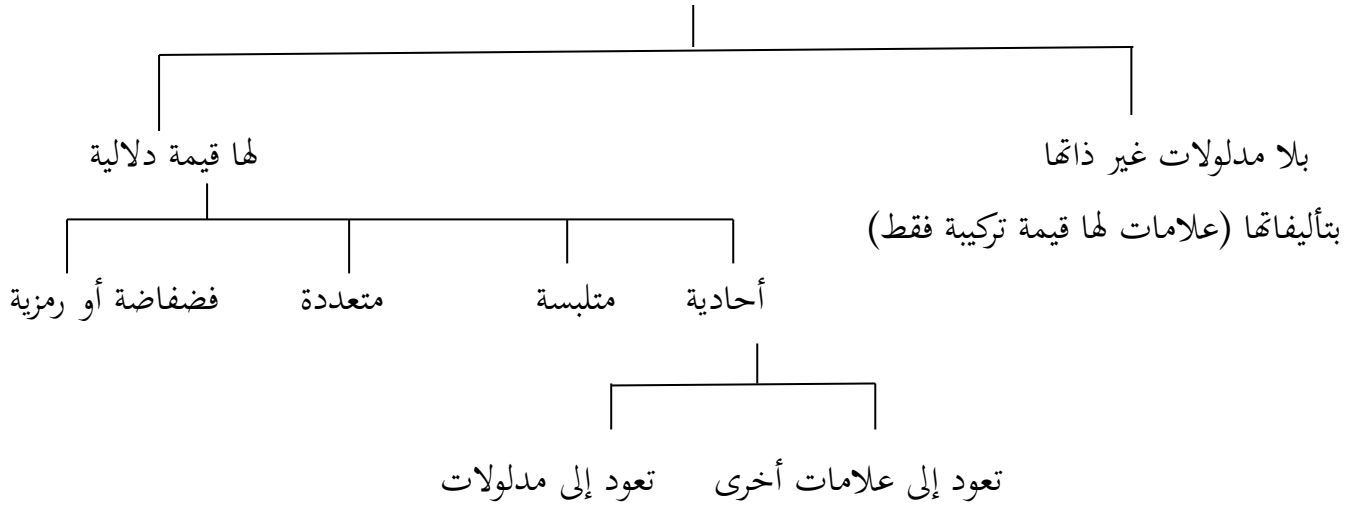 بلا مدلولات غير ذاتها
لها قيمة دلالية
بتأليفاتها (علامات لها قيمة تركيبة فقط)
أحادية
متلبسة
متعددة
فضفاضة أو رمزية
تعود إلى علامات أخرى
تعود إلى مدلولات